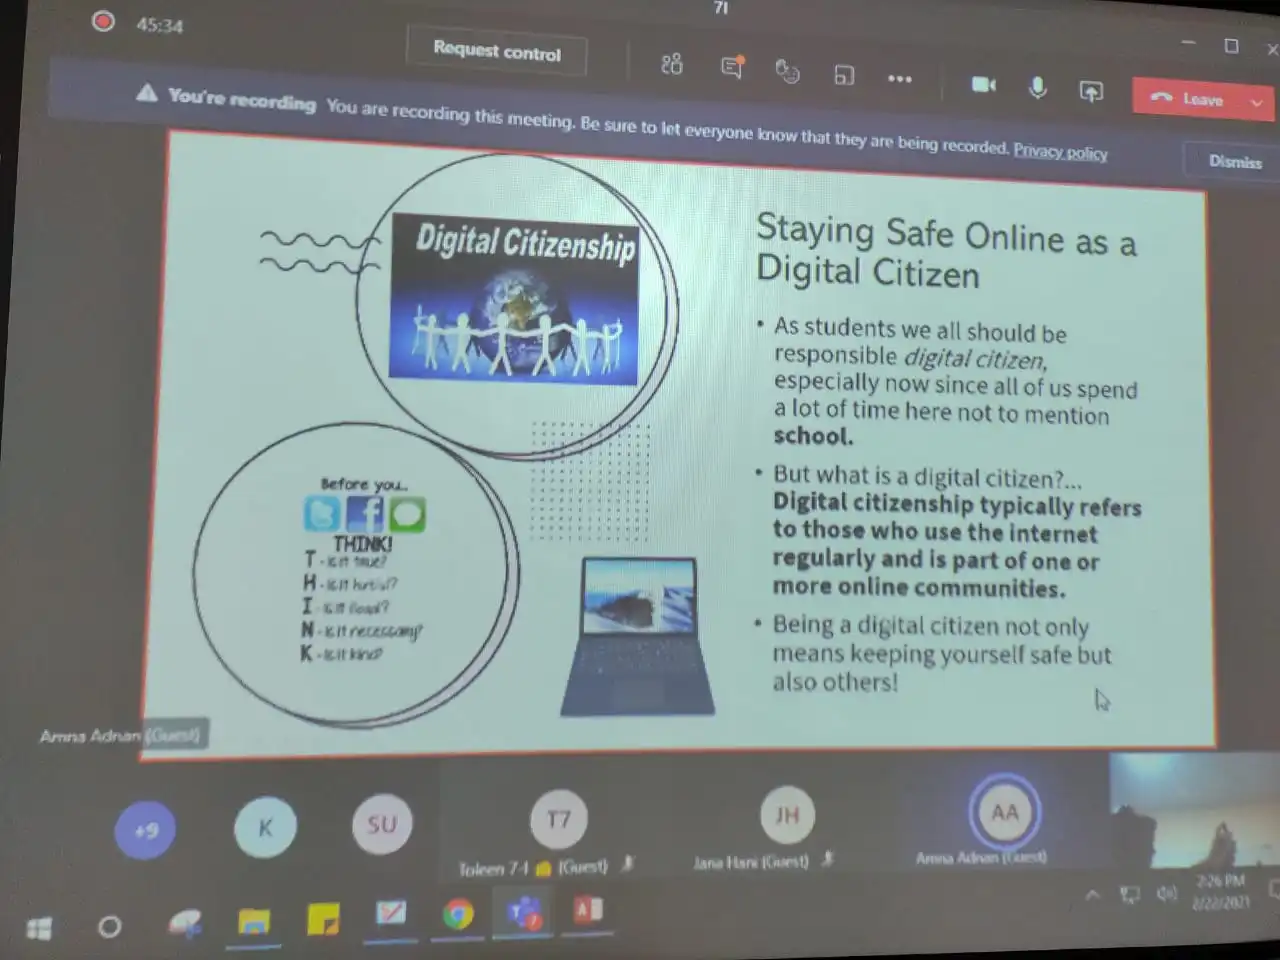 7I
45:34
Request control
Leave
You're recording You are recording this meeting. Be sure to let everyone know that they are being recorded. Privacy policy
Dismiss
Digital Citizenship
Staying Safe Online as a
Digital Citizen
• As students we all should be
responsible digital citizen,
especially now since all of us spend
a lot of time here not to mention
school.
• But what is a digital citizen?...
Digital citizenship typically refers
to those who use the internet
regularly and is part of one or
more online communities.
• Being a digital citizen not only
means keeping yourself safe but
also others!
Before you..
THINK!
T - is it true?
H - is it
I - is it
N - is it necessary?
K - is it kind?
Amna Adnan (Guest)
+9
K
SU
T7
JH
AA
Toleen 7-I (Guest)
Jana Hani (Guest)
Amna Adnan (Guest)
2:26 PM
2/22/2021